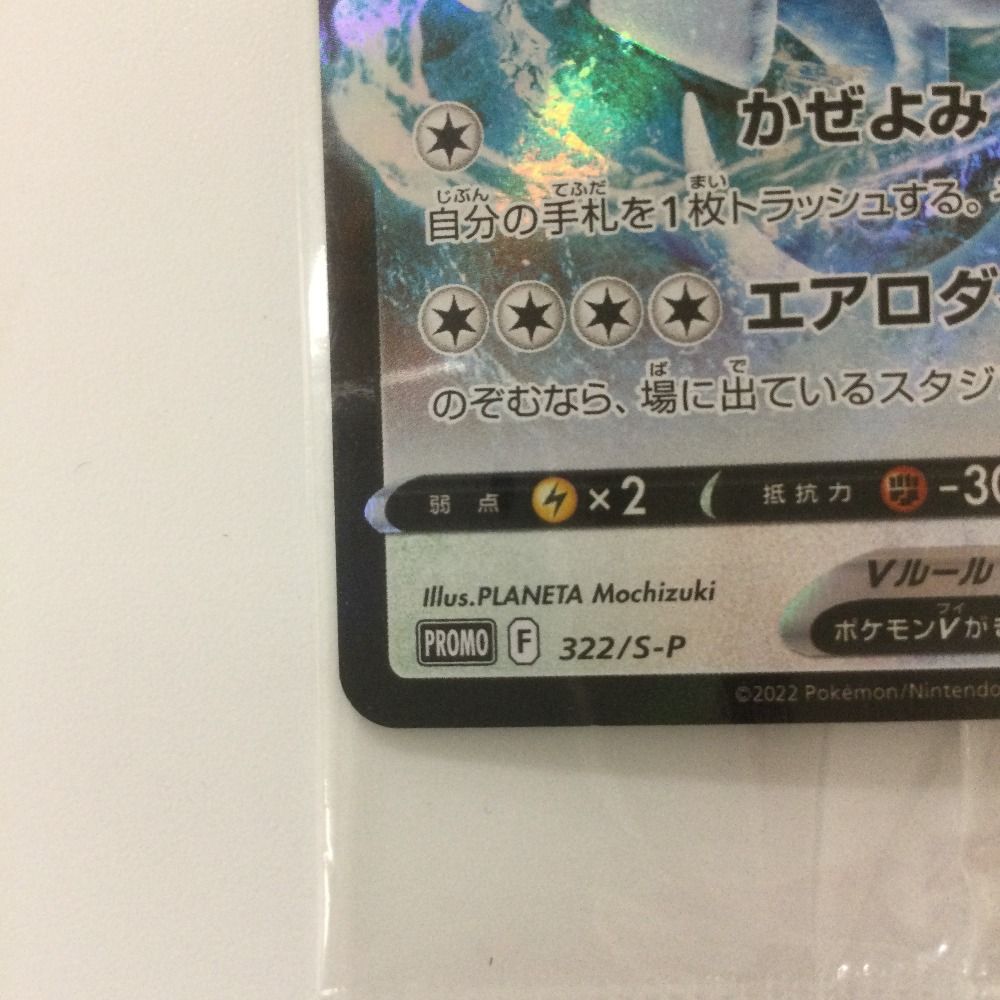 かぜよみ
じぶん てふだ まい
自分の手札を1枚トラッシュする。
エアロダ
ば で
のぞむなら、場に出ているスタジ
弱点 ×2 抵抗力 -30
Illus.PLANETA Mochizuki
Vルール
PROMO F 322/S-P
ブイ
ポケモンVが
©2022 Pokémon/Nintendo